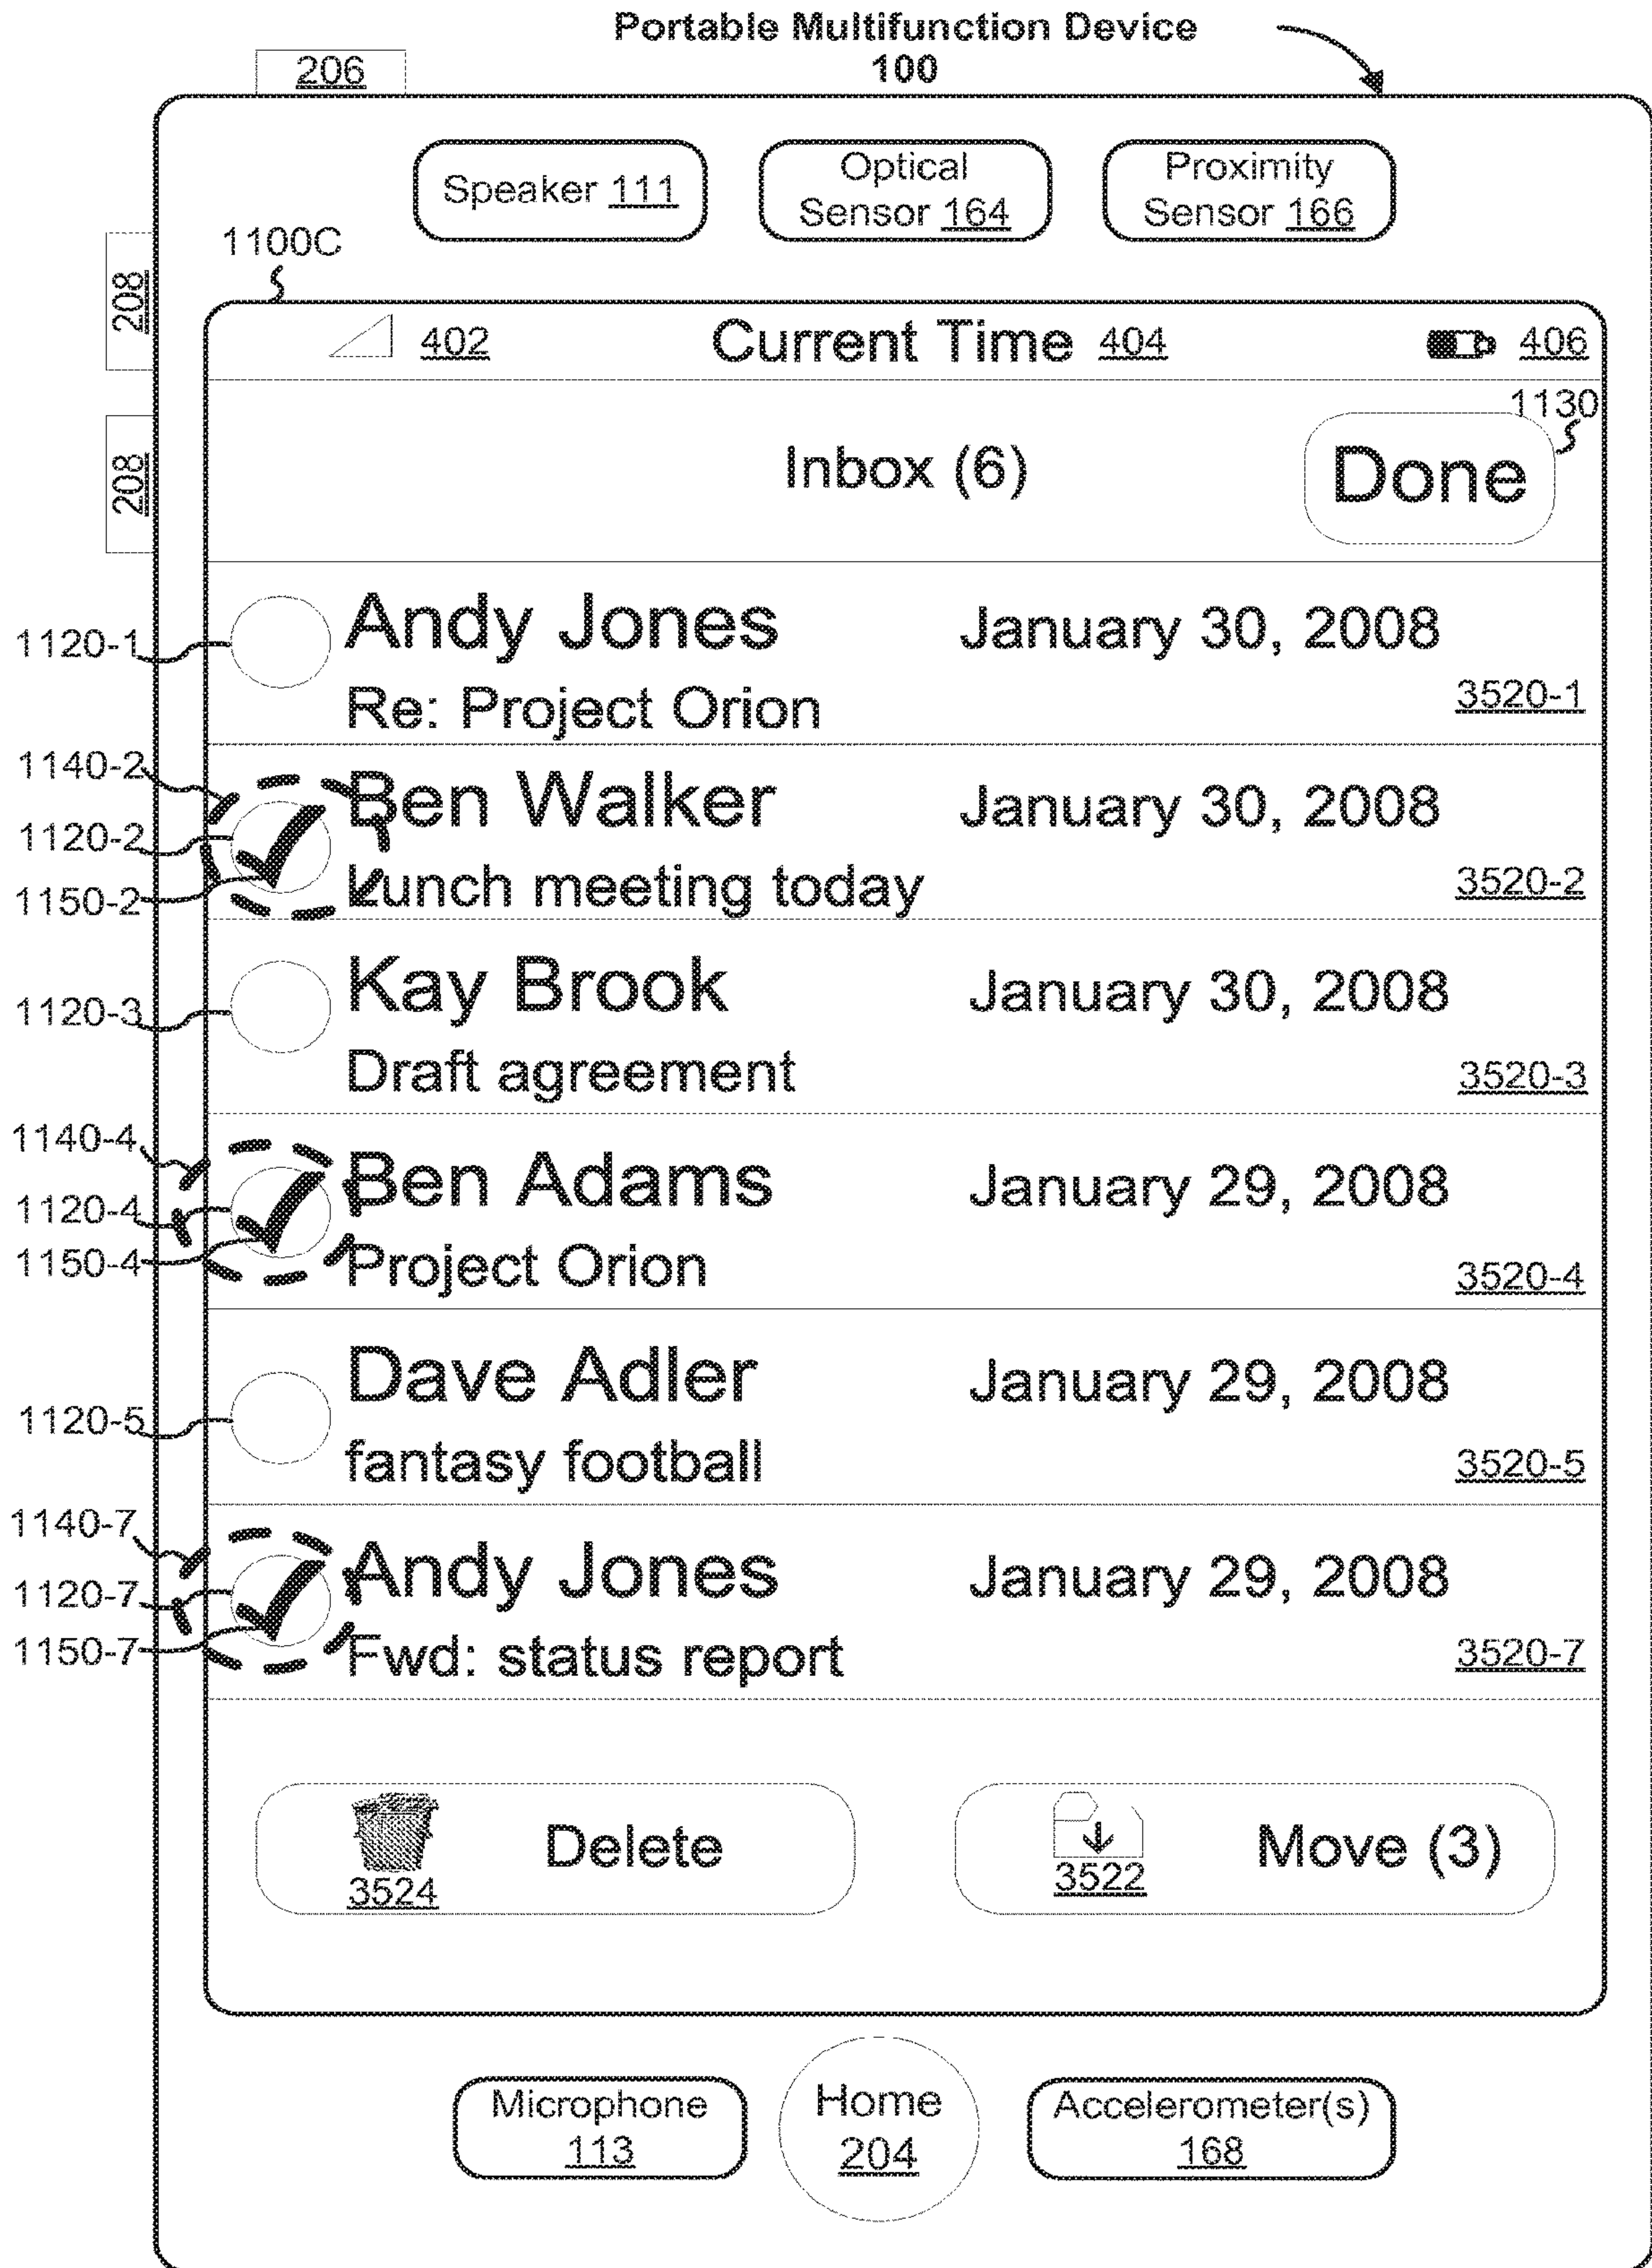 Portable Multifunction Device
100
206
Speaker 111
Optical
Sensor 164
Proximity
Sensor 166
1100C
208
402
Current Time 404
406
1130
208
Inbox (6)
Done
1120-1
Andy Jones
January 30, 2008
Re: Project Orion
3520-1
1140-2
Ben Walker
January 30, 2008
1120-2
1150-2
Lunch meeting today
3520-2
Kay Brook
January 30, 2008
1120-3
Draft agreement
3520-3
1140-4
Ben Adams
January 29, 2008
1120-4
1150-4
Project Orion
3520-4
Dave Adler
January 29, 2008
1120-5
fantasy football
3520-5
1140-7
Andy Jones
January 29, 2008
1120-7
1150-7
Fwd: status report
3520-7
3524
Delete
3522
Move (3)
Microphone
113
Home
204
Accelerometer(s)
168